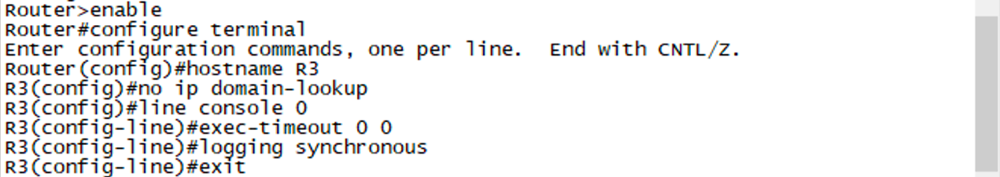 Router>enable
Router#configure terminal
Enter configuration commands, one per line.  End with CNTL/Z.
Router(config)#hostname R3
R3(config)#no ip domain-lookup
R3(config)#line console 0
R3(config-line)#exec-timeout 0 0
R3(config-line)#logging synchronous
R3(config-line)#exit